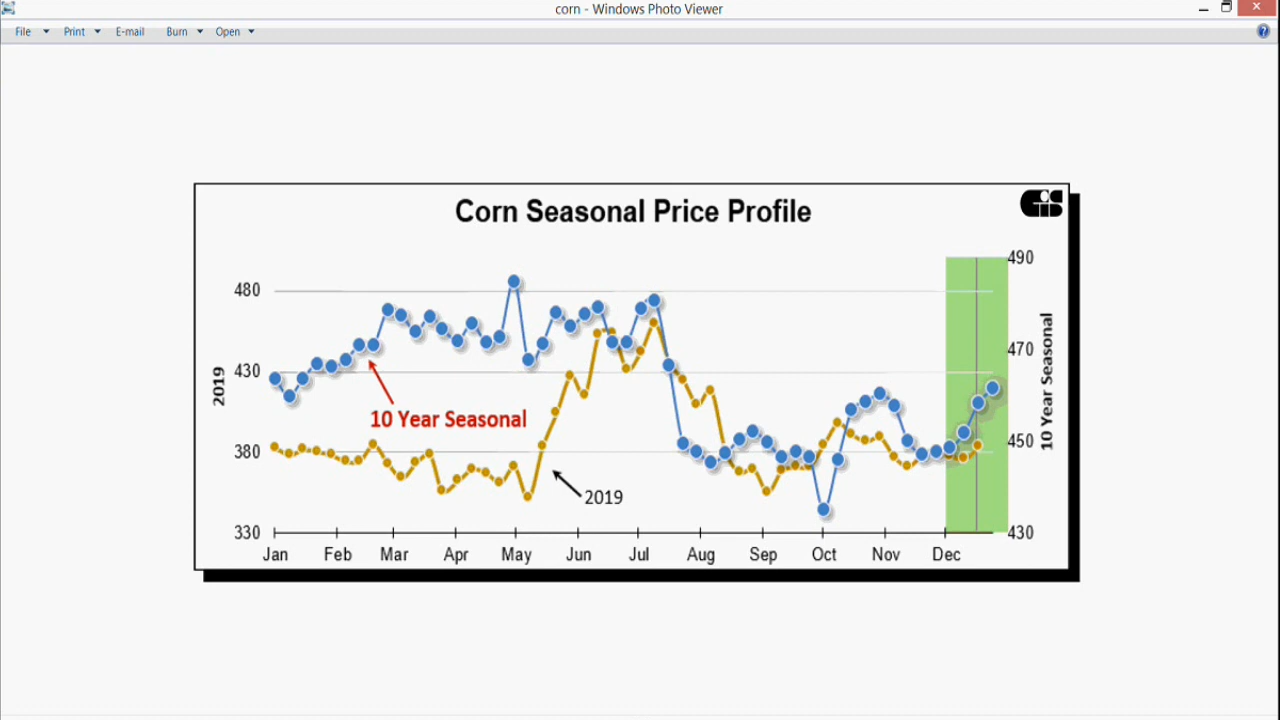 corn - Windows Photo Viewer
File Print E-mail Burn Open
Corn Seasonal Price Profile
CIS
490
480
470
430
2019
10 Year Seasonal
10 Year Seasonal
450
380
2019
330
430
Jan Feb Mar Apr May Jun Jul Aug Sep Oct Nov Dec